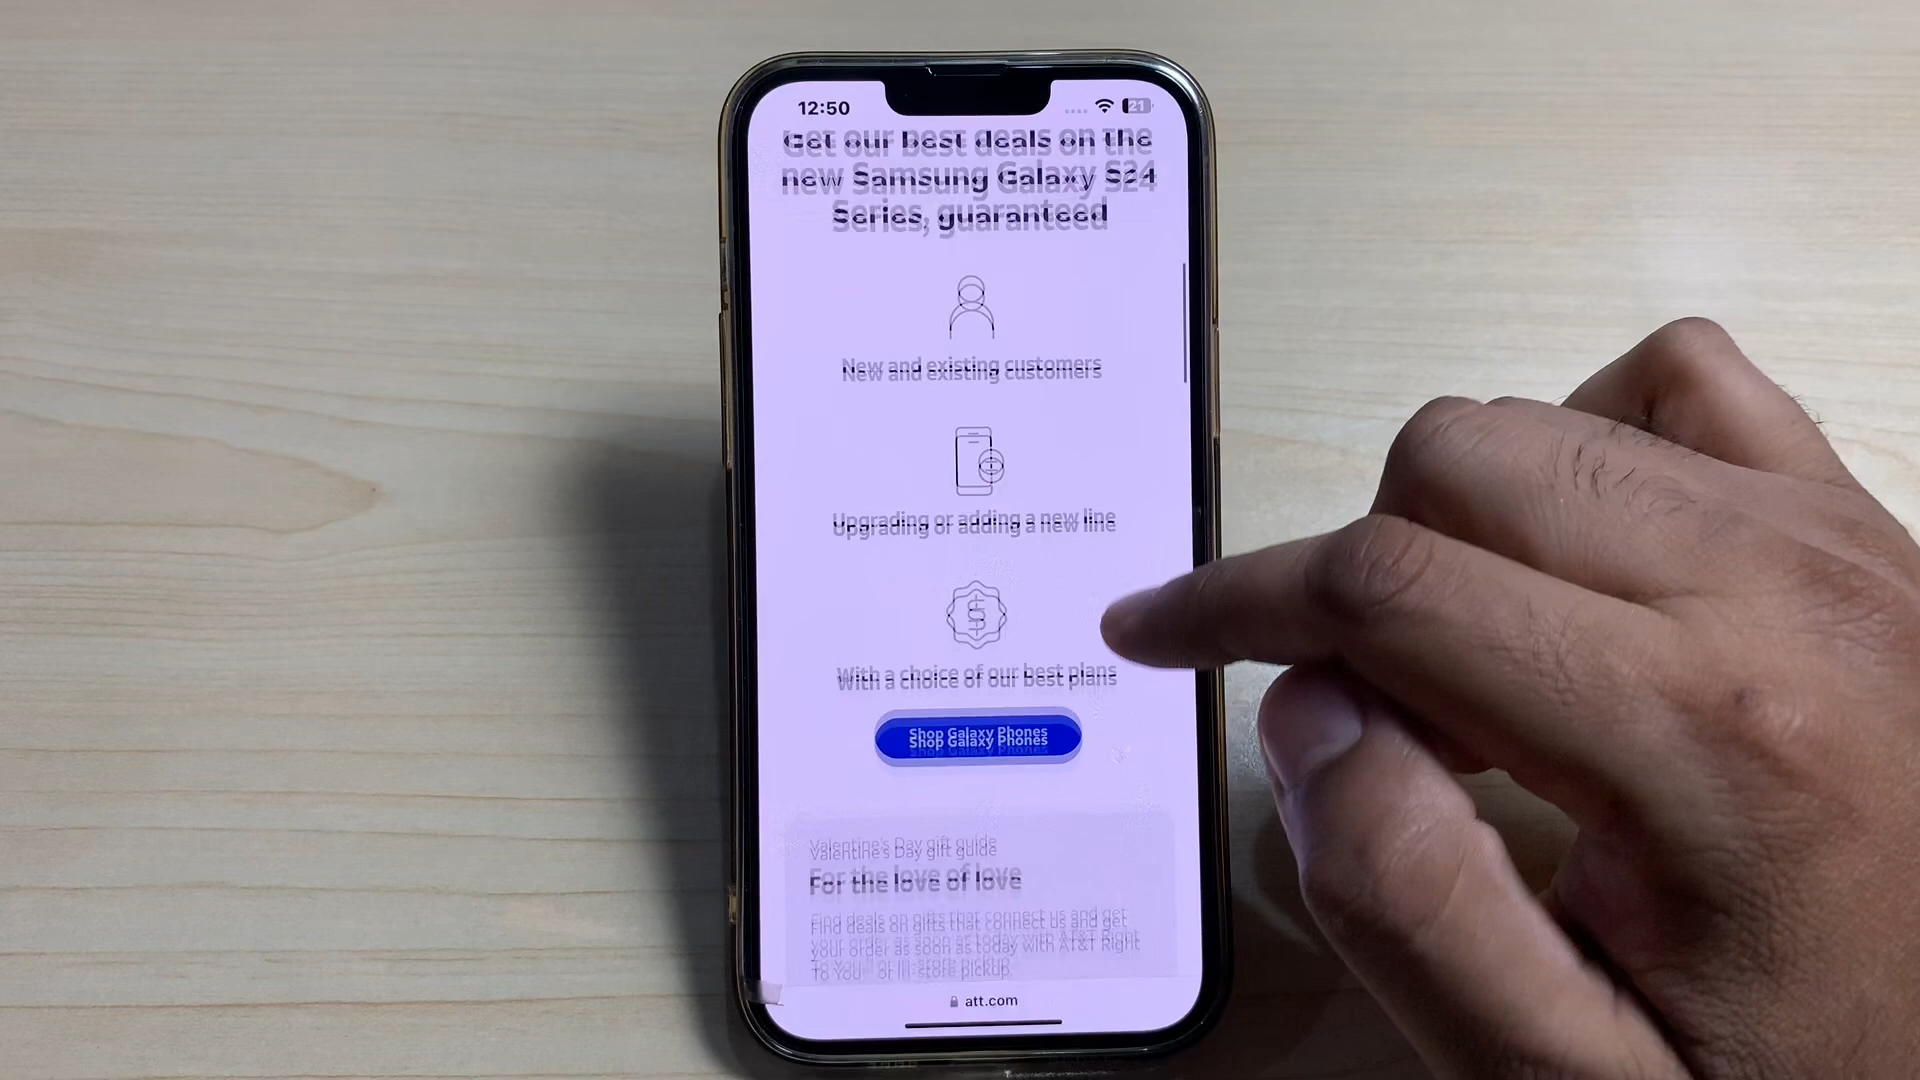 12:50
21
Get our best deals on the
new Samsung Galaxy S24
Series, guaranteed
New and existing customers
Upgrading or adding a new line
With a choice of our best plans
Shop Galaxy Phones
Valentine's Day gift guide
For the love of love
Find deals on gifts that connect us and get
your order as soon as today with AT&T Right
To You℠ or in-store pickup.
att.com